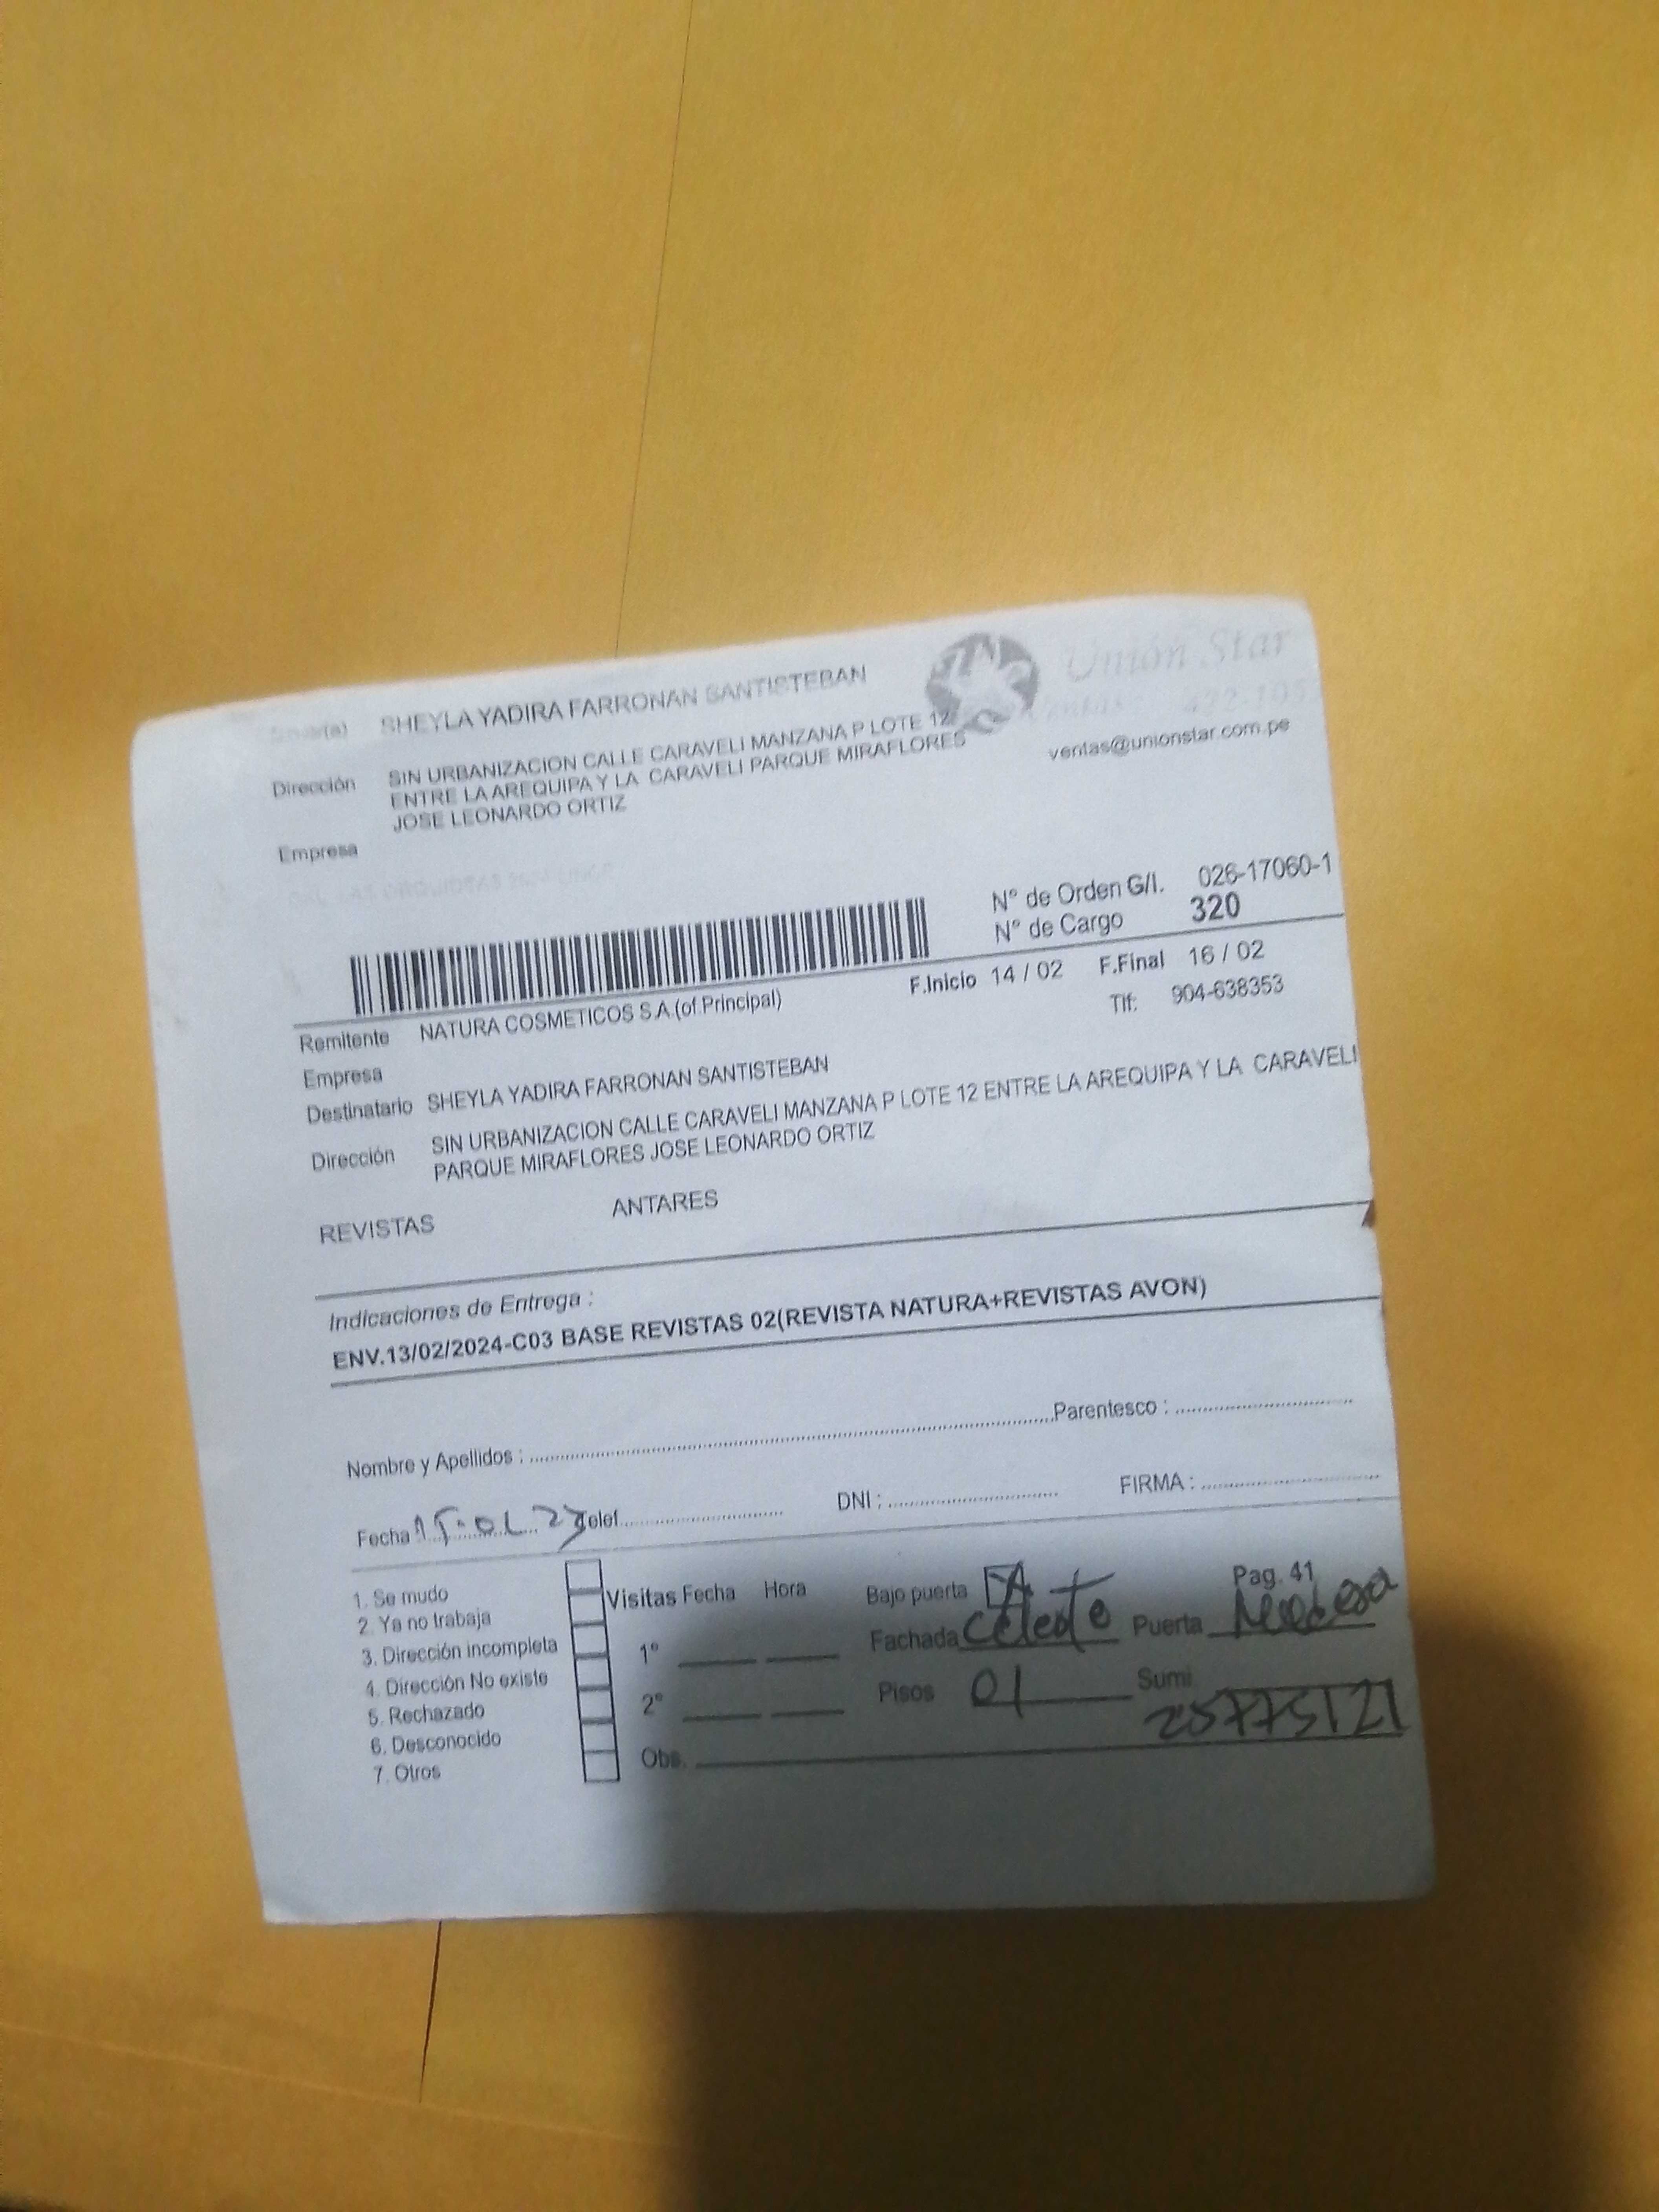 Señor(a) SHEYLA YADIRA FARRONAN SANTISTEBAN
Unión Star
Ventas: 422-105
ventas@unionstar.com.pe
Dirección SIN URBANIZACION CALLE CARAVELI MANZANA P LOTE 12
ENTRE LA AREQUIPA Y LA CARAVELI PARQUE MIRAFLORES
JOSE LEONARDO ORTIZ
Empresa
N° de Orden G/I. 026-17060-1
N° de Cargo 320
F.Inicio 14 / 02 F.Final 16 / 02
Remitente NATURA COSMETICOS S.A.(of.Principal) Tlf: 904-638353
Empresa
Destinatario SHEYLA YADIRA FARRONAN SANTISTEBAN
Dirección SIN URBANIZACION CALLE CARAVELI MANZANA P LOTE 12 ENTRE LA AREQUIPA Y LA CARAVELI
PARQUE MIRAFLORES JOSE LEONARDO ORTIZ
REVISTAS ANTARES
Indicaciones de Entrega :
ENV.13/02/2024-C03 BASE REVISTAS 02(REVISTA NATURA+REVISTAS AVON)
Nombre y Apellidos : Parentesco :
Fecha Telef. DNI : FIRMA :
1. Se mudo
2. Ya no trabaja
3. Dirección incompleta
4. Dirección No existe
5. Rechazado
6. Desconocido
7. Otros
Visitas Fecha Hora
1°
2°
Obs.
Bajo puerta Pag. 41
Fachada Celeste Puerta
Pisos 01 Sumi
25775121